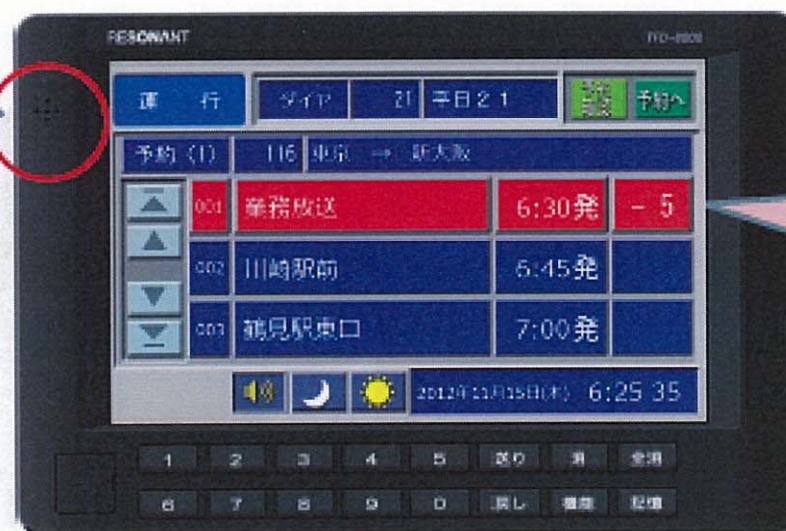 RESONANT
運 行 ダイヤ 21 平日21 予約へ
予約(1) 116 東京 → 新大阪
001 業務放送 6:30発 -5
002 川崎駅前 6:45発
003 鶴見駅東口 7:00発
2012年11月15日(木) 6:25 35
1 2 3 4 5 送り 消 全消
6 7 8 9 0 戻し 機能 記憶